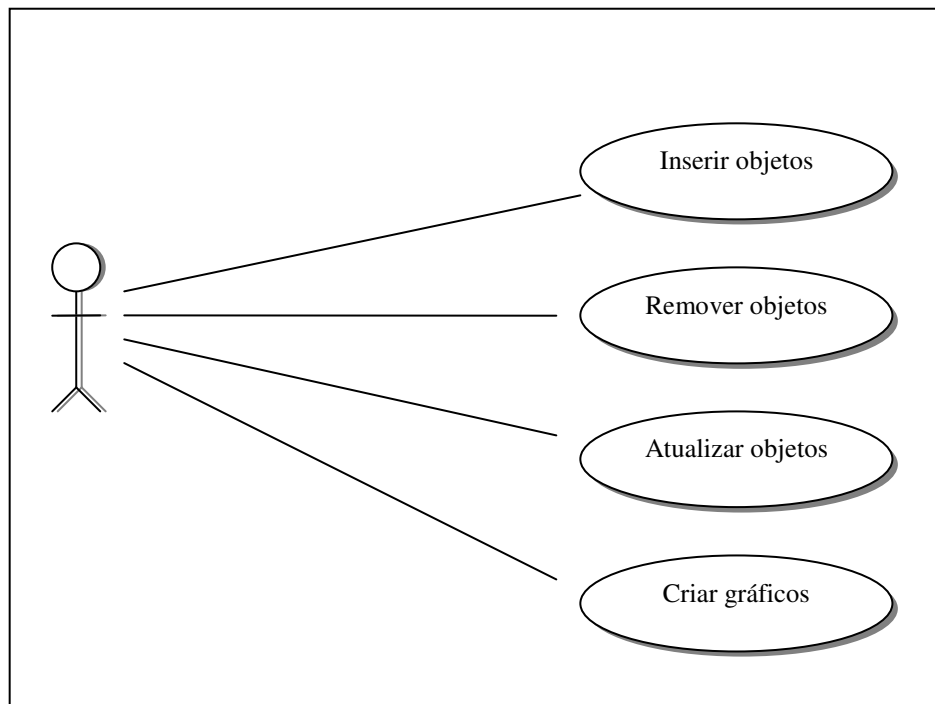 Inserir objetos
Remover objetos
Atualizar objetos
Criar gráficos